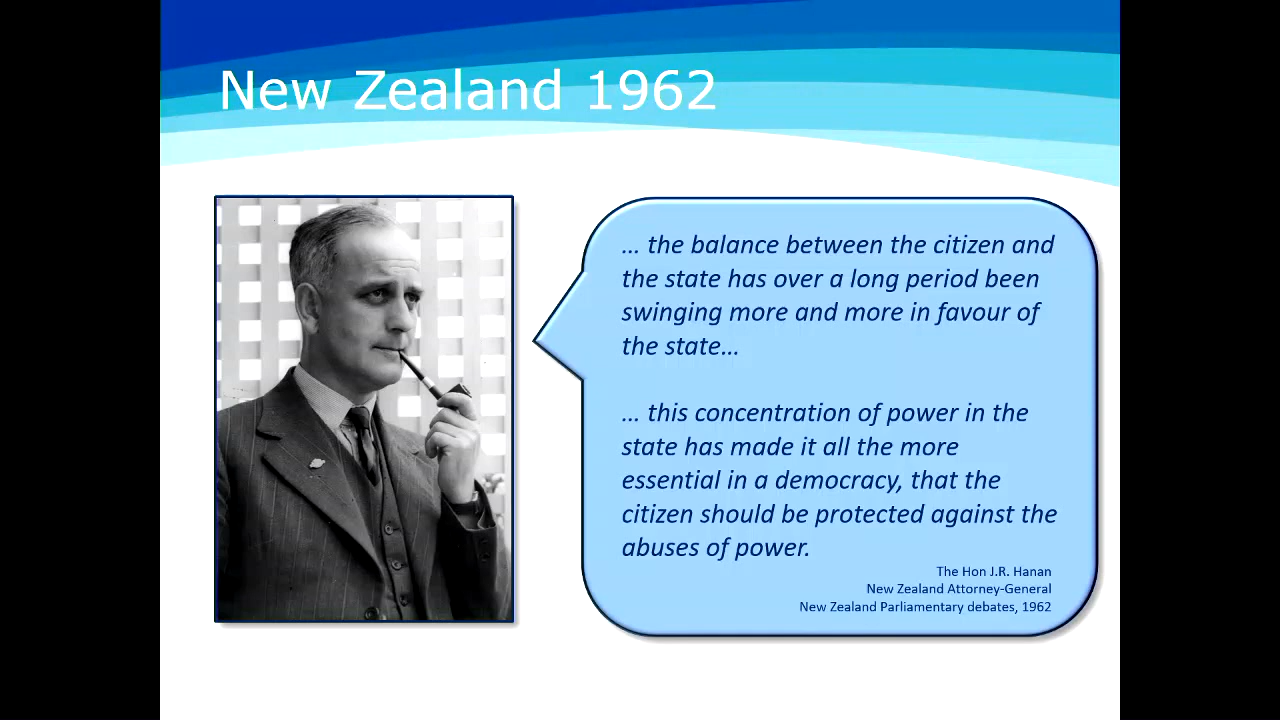 New Zealand 1962
... the balance between the citizen and
the state has over a long period been
swinging more and more in favour of
the state...
... this concentration of power in the
state has made it all the more
essential in a democracy, that the
citizen should be protected against the
abuses of power.
The Hon J.R. Hanan
New Zealand Attorney-General
New Zealand Parliamentary debates, 1962